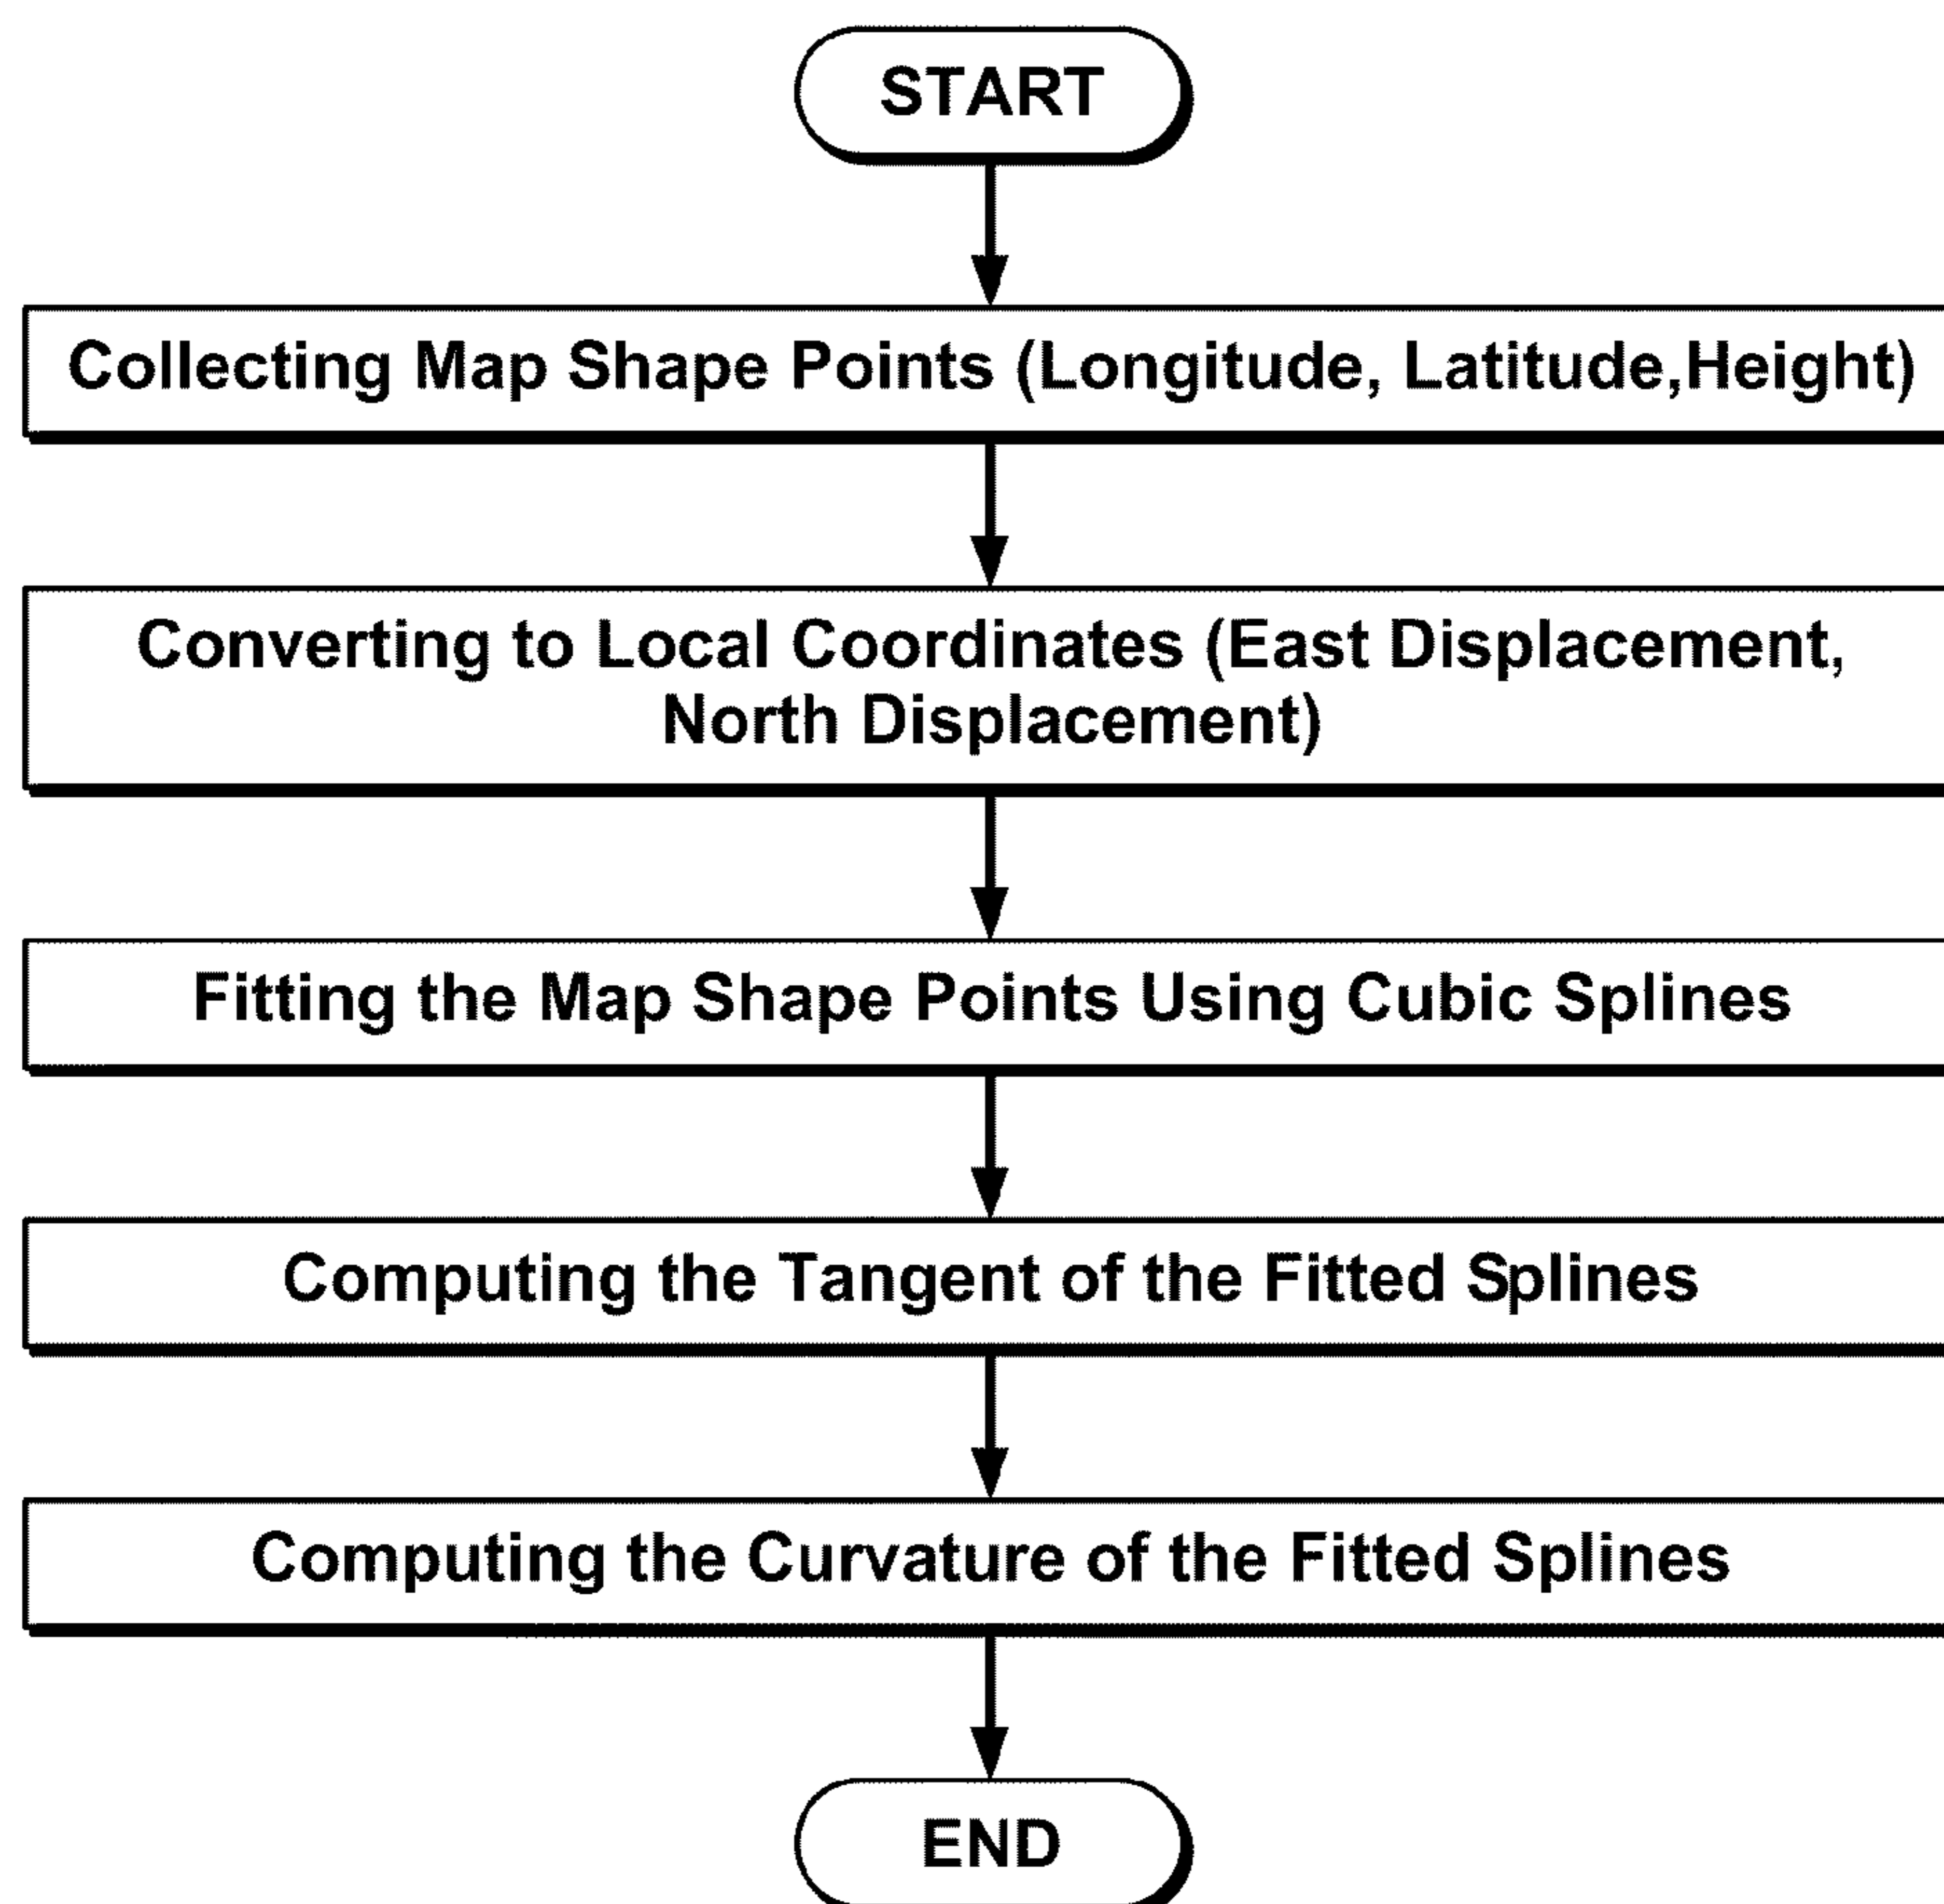 START
Collecting Map Shape Points (Longitude, Latitude,Height)
Converting to Local Coordinates (East Displacement,
North Displacement)
Fitting the Map Shape Points Using Cubic Splines
Computing the Tangent of the Fitted Splines
Computing the Curvature of the Fitted Splines
END